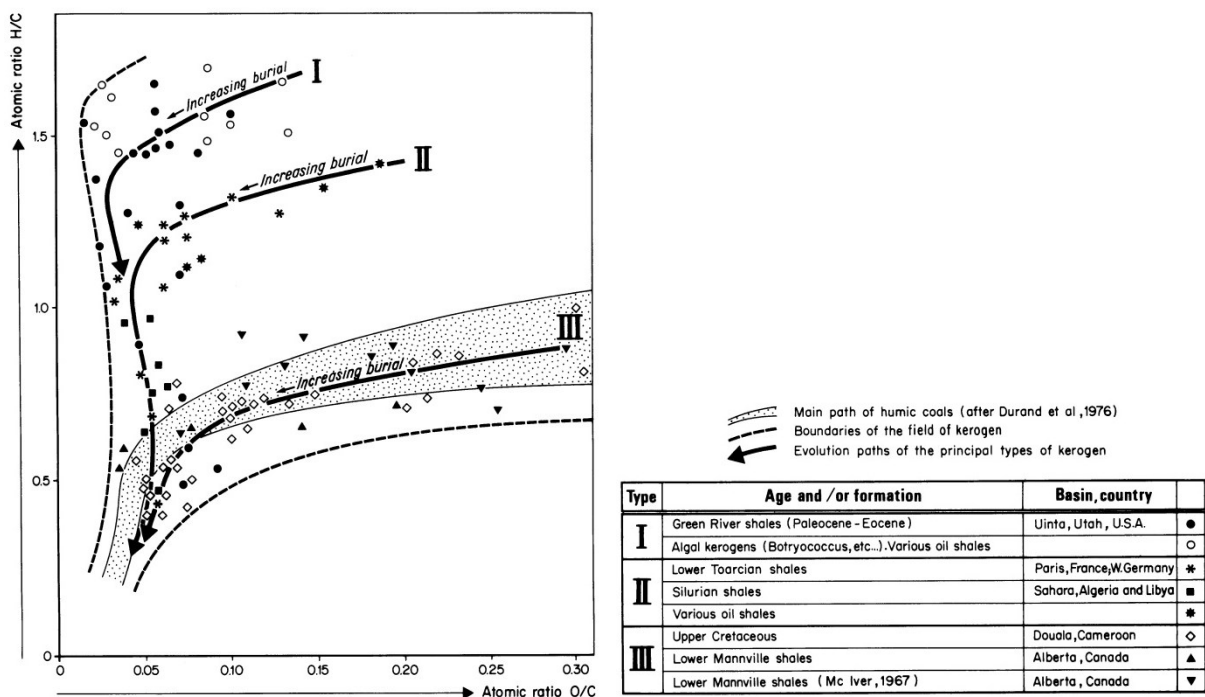 Atomic ratio H/C
1.5
1.0
0.5
0
0
0.05
0.10
0.15
0.20
0.25
0.30
Atomic ratio O/C
Increasing burial
I
Increasing burial
II
Increasing burial
III
Main path of humic coals (after Durand et al, 1976)
Boundaries of the field of kerogen
Evolution paths of the principal types of kerogen
Type Age and /or formation Basin, country
I
Green River shales (Paleocene - Eocene) Uinta, Utah, U.S.A.
Algal kerogens (Botryococcus, etc...). Various oil shales
II
Lower Toarcian shales Paris, France; W. Germany
Silurian shales Sahara, Algeria and Libya
Various oil shales
III
Upper Cretaceous Douala, Cameroon
Lower Mannville shales Alberta, Canada
Lower Mannville shales (Mc Iver, 1967) Alberta, Canada